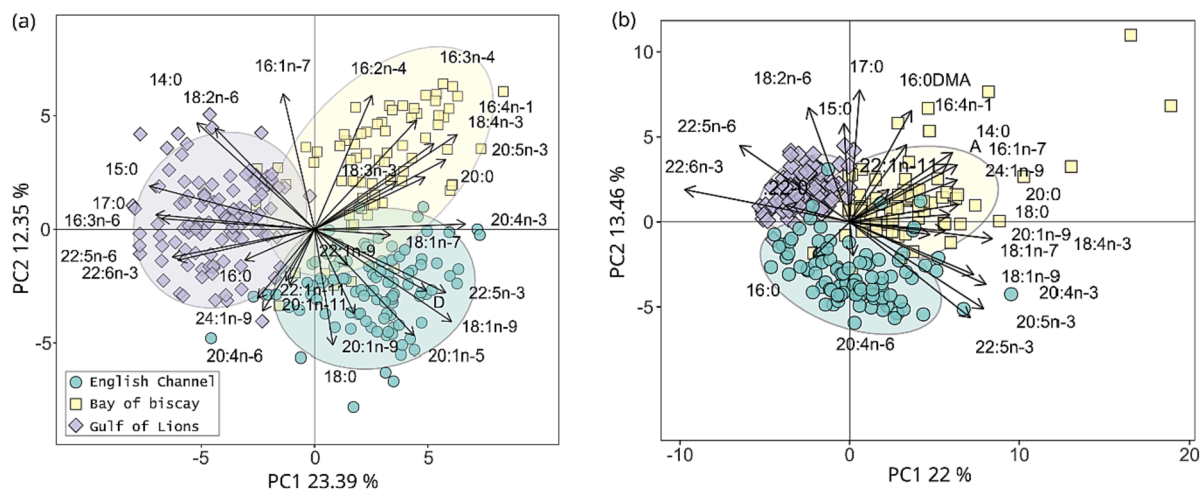 (a)
16:1n-7
16:2n-4
16:3n-4
14:0
18:2n-6
16:4n-1
18:4n-3
15:0
18:3n-3
20:5n-3
20:0
17:0
16:3n-6
20:4n-3
22:5n-6
22:6n-3
16:0
22:1n-9
18:1n-7
22:1n-11
20:1n-11
22:5n-3
D
24:1n-9
18:1n-9
20:4n-6
20:1n-9
20:1n-5
18:0
English Channel
Bay of biscay
Gulf of Lions
5
0
-5
PC2 12.35 %
-5 0 5
PC1 23.39 %
(b)
18:2n-6
17:0
16:0DMA
15:0
16:4n-1
22:5n-6
14:0
A
16:1n-7
22:6n-3
22:1n-11
24:1n-9
22:0
20:0
18:0
20:1n-9
18:4n-3
18:1n-7
16:0
18:1n-9
20:4n-3
20:5n-3
20:4n-6
22:5n-3
10
5
0
-5
PC2 13.46 %
-10 0 10 20
PC1 22 %